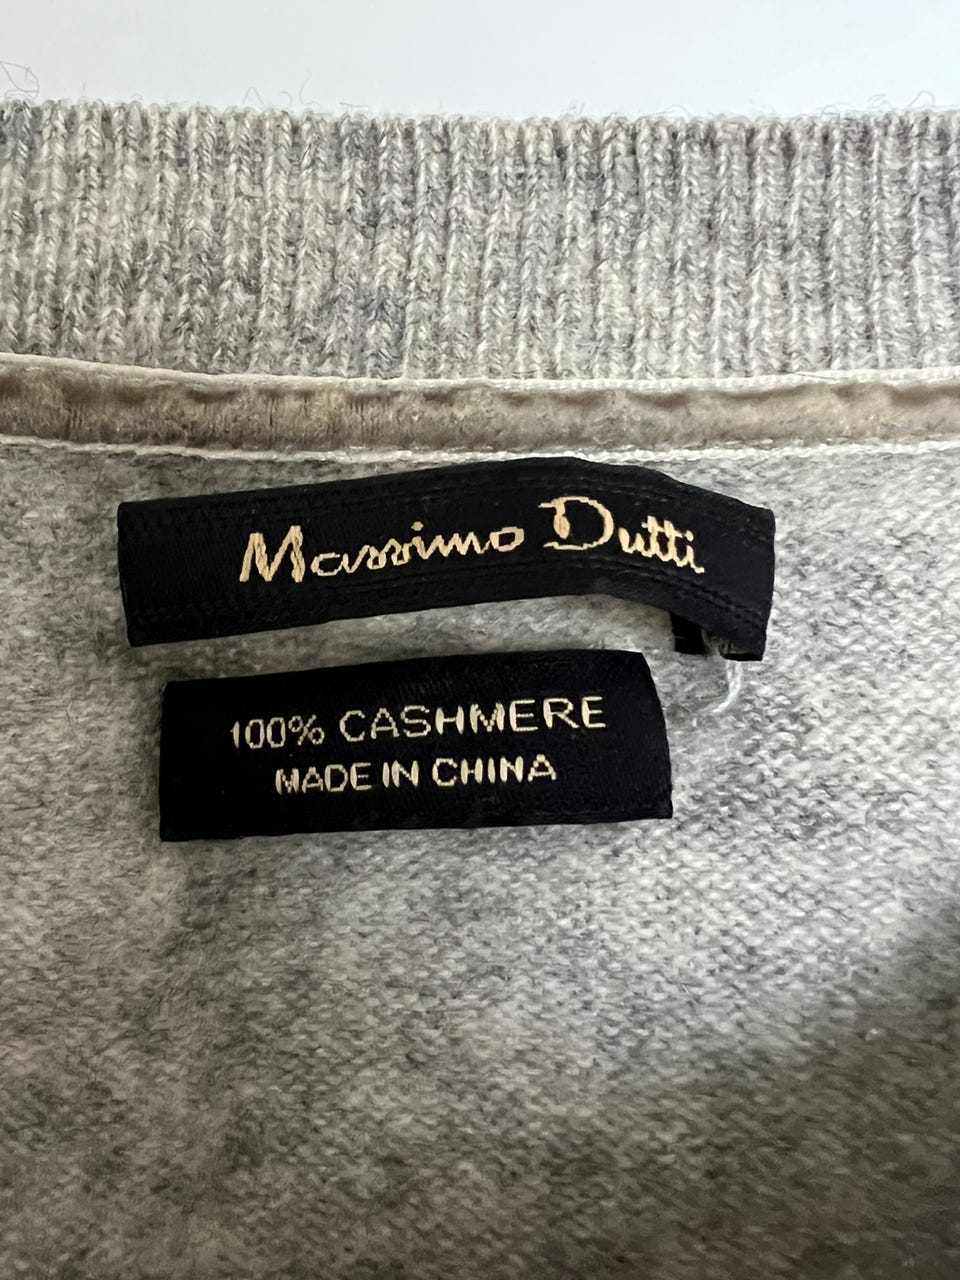 Massimo Dutti
100% CASHMERE
MADE IN CHINA